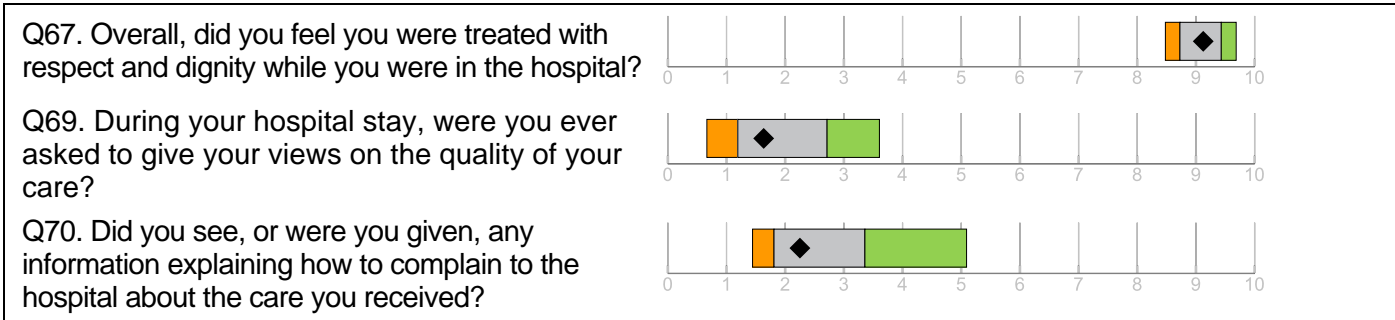 Q67. Overall, did you feel you were treated with
respect and dignity while you were in the hospital?
0 1 2 3 4 5 6 7 8 9 10
Q69. During your hospital stay, were you ever
asked to give your views on the quality of your
care?
0 1 2 3 4 5 6 7 8 9 10
Q70. Did you see, or were you given, any
information explaining how to complain to the
hospital about the care you received?
0 1 2 3 4 5 6 7 8 9 10